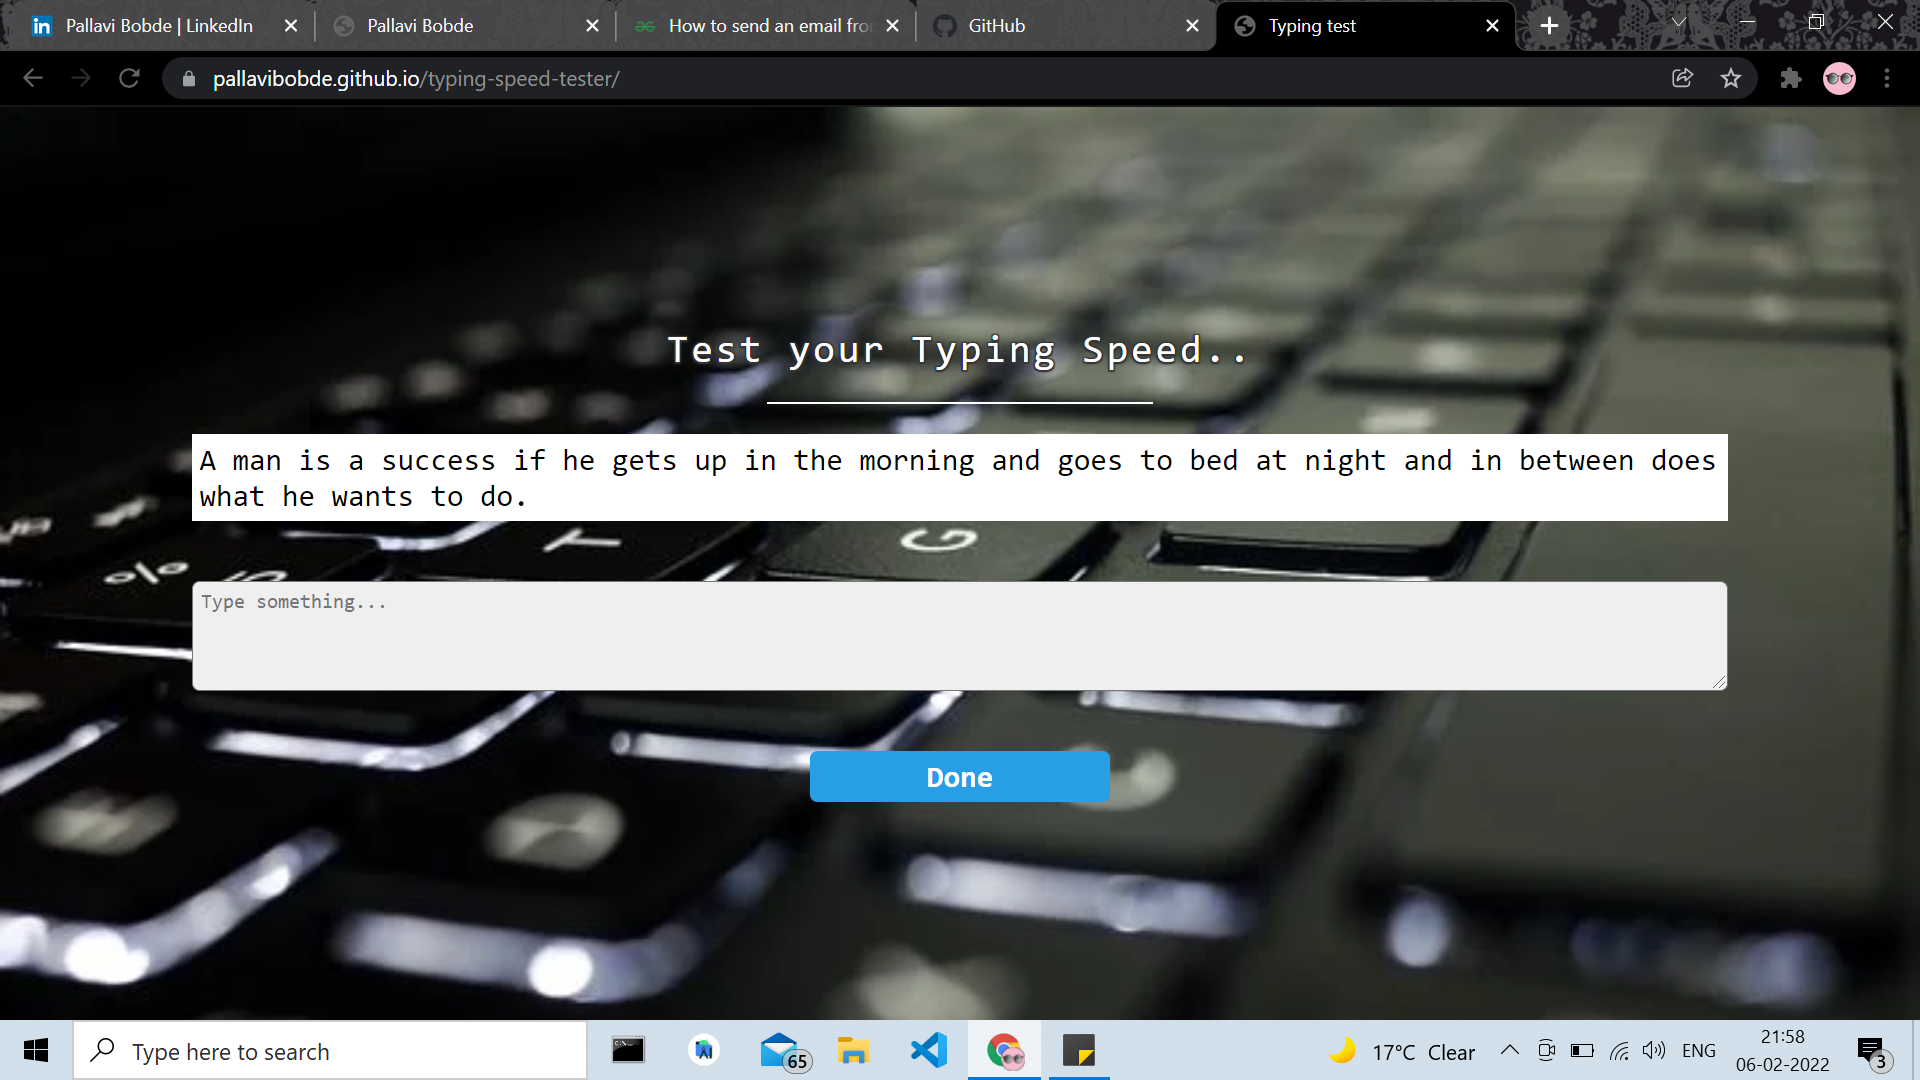 Pallavi Bobde | LinkedIn
Pallavi Bobde
How to send an email fro
GitHub
Typing test
pallavibobde.github.io/typing-speed-tester/
Test your Typing Speed..
A man is a success if he gets up in the morning and goes to bed at night and in between does
what he wants to do.
T
G
%
5
Type something...
Done
Type here to search
65
17°C Clear
ENG
21:58
06-02-2022
3